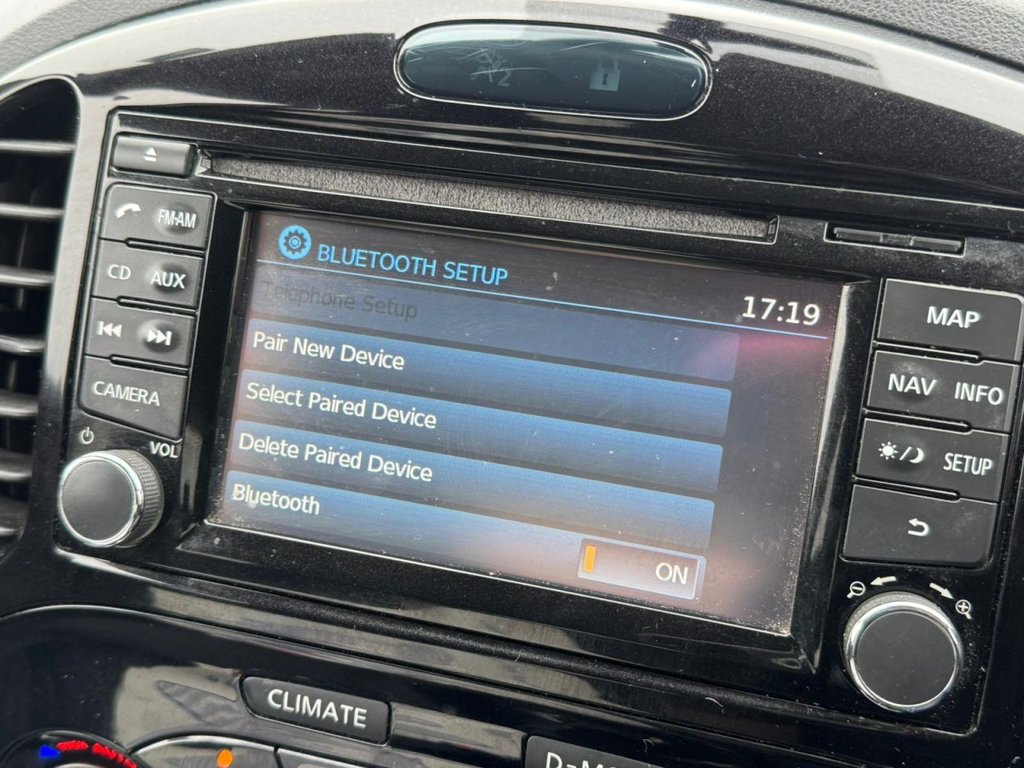 FM·AM
CD AUX
CAMERA
VOL
BLUETOOTH SETUP
17:19
Telephone Setup
Pair New Device
Select Paired Device
Delete Paired Device
Bluetooth
ON
MAP
NAV INFO
SETUP
CLIMATE